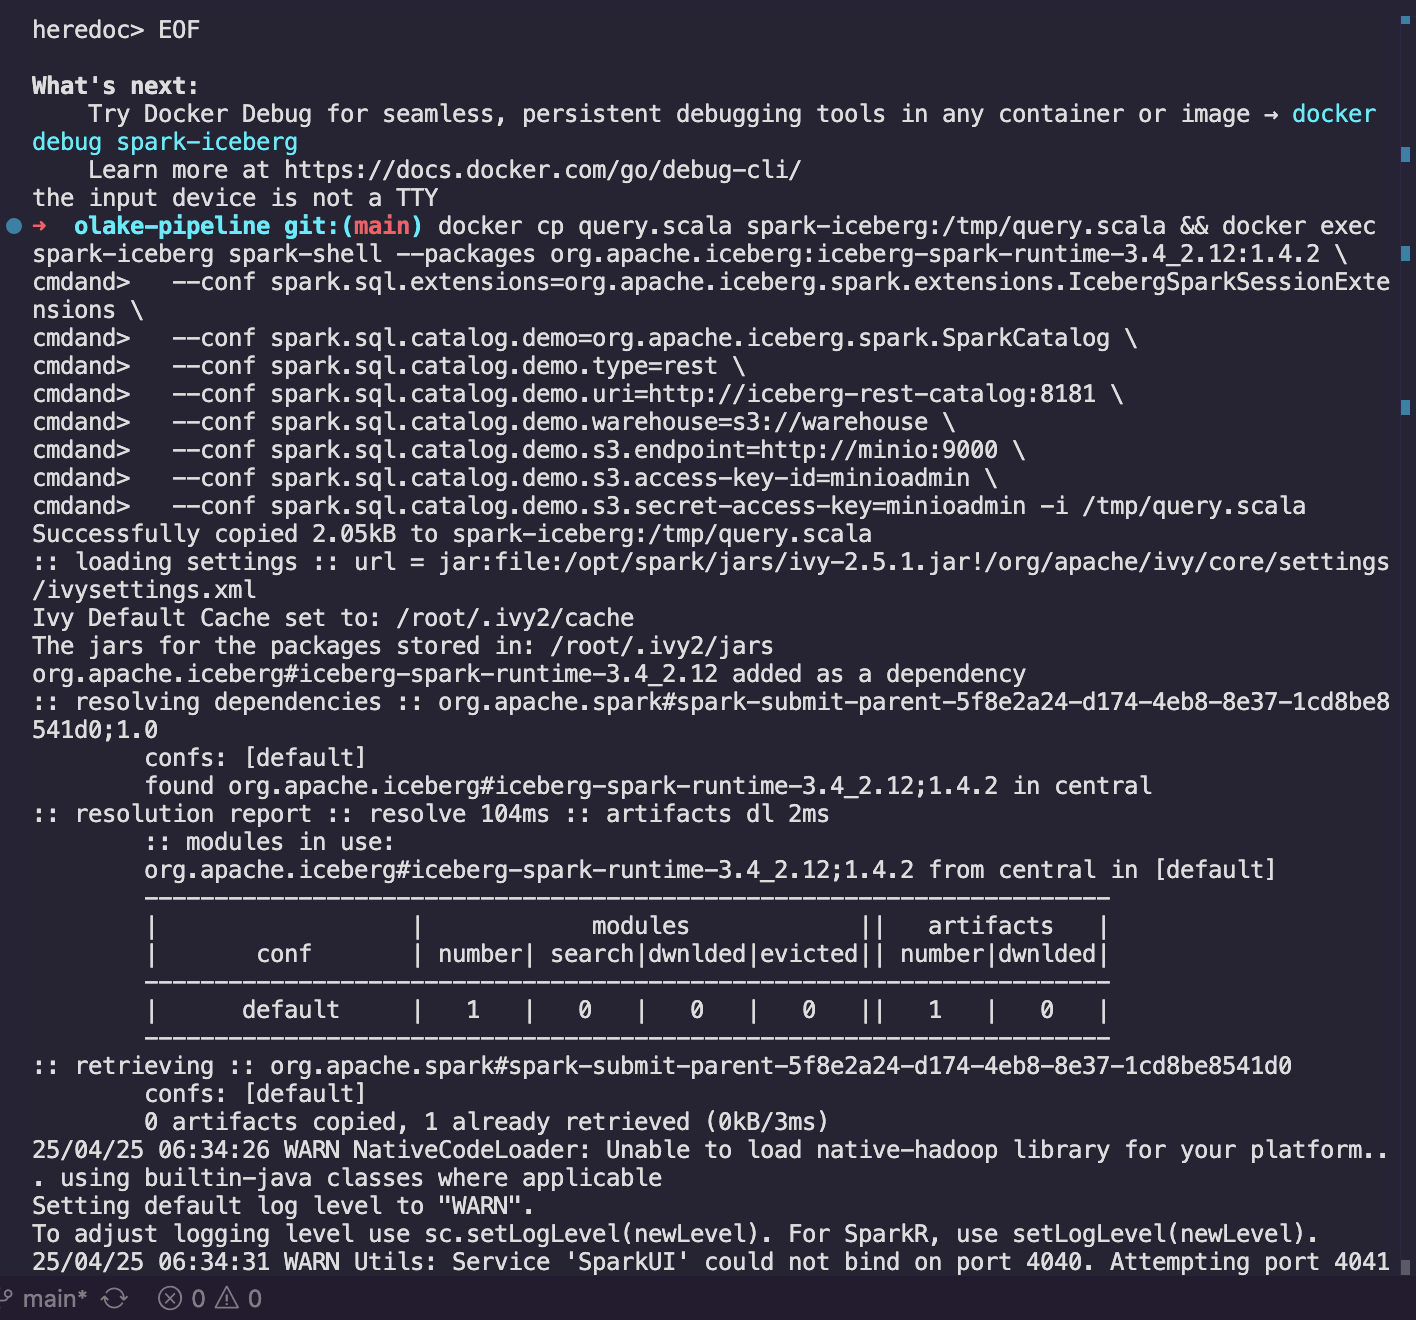 heredoc> EOF
What's next:
    Try Docker Debug for seamless, persistent debugging tools in any container or image → docker
debug spark-iceberg
    Learn more at https://docs.docker.com/go/debug-cli/
the input device is not a TTY
➜  olake-pipeline git:(main) docker cp query.scala spark-iceberg:/tmp/query.scala && docker exec
spark-iceberg spark-shell --packages org.apache.iceberg:iceberg-spark-runtime-3.4_2.12:1.4.2 \
cmdand>   --conf spark.sql.extensions=org.apache.iceberg.spark.extensions.IcebergSparkSessionExte
nsions \
cmdand>   --conf spark.sql.catalog.demo=org.apache.iceberg.spark.SparkCatalog \
cmdand>   --conf spark.sql.catalog.demo.type=rest \
cmdand>   --conf spark.sql.catalog.demo.uri=http://iceberg-rest-catalog:8181 \
cmdand>   --conf spark.sql.catalog.demo.warehouse=s3://warehouse \
cmdand>   --conf spark.sql.catalog.demo.s3.endpoint=http://minio:9000 \
cmdand>   --conf spark.sql.catalog.demo.s3.access-key-id=minioadmin \
cmdand>   --conf spark.sql.catalog.demo.s3.secret-access-key=minioadmin -i /tmp/query.scala
Successfully copied 2.05kB to spark-iceberg:/tmp/query.scala
:: loading settings :: url = jar:file:/opt/spark/jars/ivy-2.5.1.jar!/org/apache/ivy/core/settings
/ivysettings.xml
Ivy Default Cache set to: /root/.ivy2/cache
The jars for the packages stored in: /root/.ivy2/jars
org.apache.iceberg#iceberg-spark-runtime-3.4_2.12 added as a dependency
:: resolving dependencies :: org.apache.spark#spark-submit-parent-5f8e2a24-d174-4eb8-8e37-1cd8be8
541d0;1.0
        confs: [default]
        found org.apache.iceberg#iceberg-spark-runtime-3.4_2.12;1.4.2 in central
:: resolution report :: resolve 104ms :: artifacts dl 2ms
        :: modules in use:
        org.apache.iceberg#iceberg-spark-runtime-3.4_2.12;1.4.2 from central in [default]
        ---------------------------------------------------------------------
        |                  |            modules            ||   artifacts   |
        |       conf       | number| search|dwnlded|evicted|| number|dwnlded|
        ---------------------------------------------------------------------
        |      default     |   1   |   0   |   0   |   0   ||   1   |   0   |
        ---------------------------------------------------------------------
:: retrieving :: org.apache.spark#spark-submit-parent-5f8e2a24-d174-4eb8-8e37-1cd8be8541d0
        confs: [default]
        0 artifacts copied, 1 already retrieved (0kB/3ms)
25/04/25 06:34:26 WARN NativeCodeLoader: Unable to load native-hadoop library for your platform..
. using builtin-java classes where applicable
Setting default log level to "WARN".
To adjust logging level use sc.setLogLevel(newLevel). For SparkR, use setLogLevel(newLevel).
25/04/25 06:34:31 WARN Utils: Service 'SparkUI' could not bind on port 4040. Attempting port 4041
main* 0 0